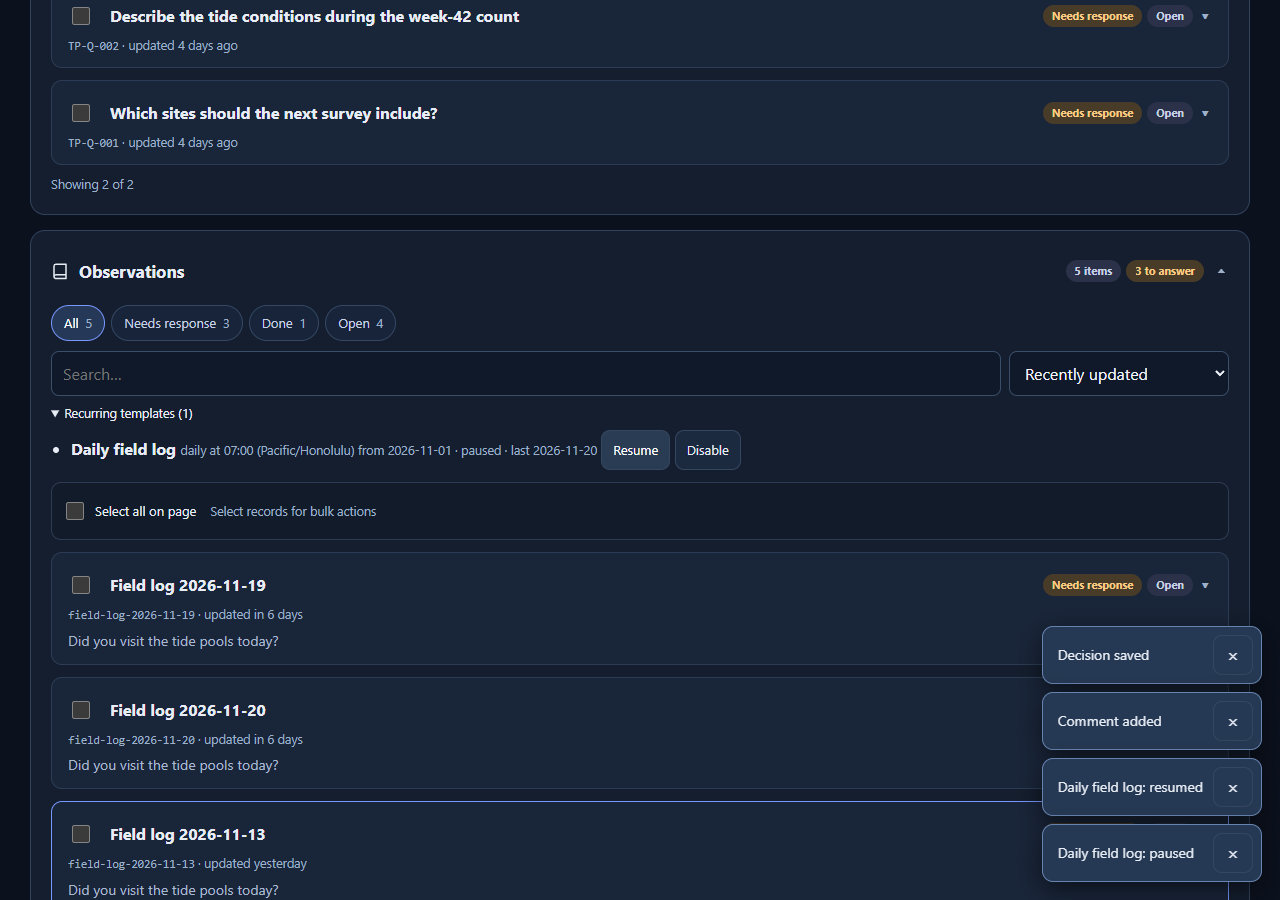 Describe the tide conditions during the week-42 count
Needs response
Open
TP-Q-002 · updated 4 days ago
Which sites should the next survey include?
Needs response
Open
TP-Q-001 · updated 4 days ago
Showing 2 of 2
Observations
5 items
3 to answer
All 5
Needs response 3
Done 1
Open 4
Search...
Recently updated
Recurring templates (1)
Daily field log daily at 07:00 (Pacific/Honolulu) from 2026-11-01 · paused · last 2026-11-20
Resume
Disable
Select all on page
Select records for bulk actions
Field log 2026-11-19
Needs response
Open
field-log-2026-11-19 · updated in 6 days
Did you visit the tide pools today?
Field log 2026-11-20
field-log-2026-11-20 · updated in 6 days
Did you visit the tide pools today?
Field log 2026-11-13
field-log-2026-11-13 · updated yesterday
Did you visit the tide pools today?
Decision saved
Comment added
Daily field log: resumed
Daily field log: paused